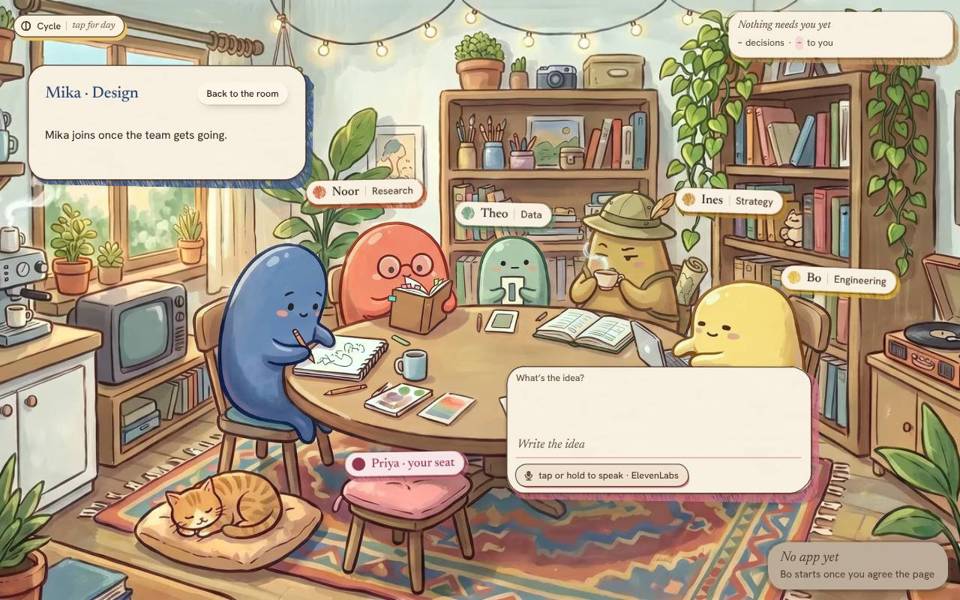 Cycle | tap for day
Nothing needs you yet
– decisions · – to you
Mika · Design
Back to the room
Mika joins once the team gets going.
Noor | Research
Theo | Data
Ines | Strategy
Bo | Engineering
What's the idea?
Write the idea
tap or hold to speak · ElevenLabs
Priya · your seat
No app yet
Bo starts once you agree the page